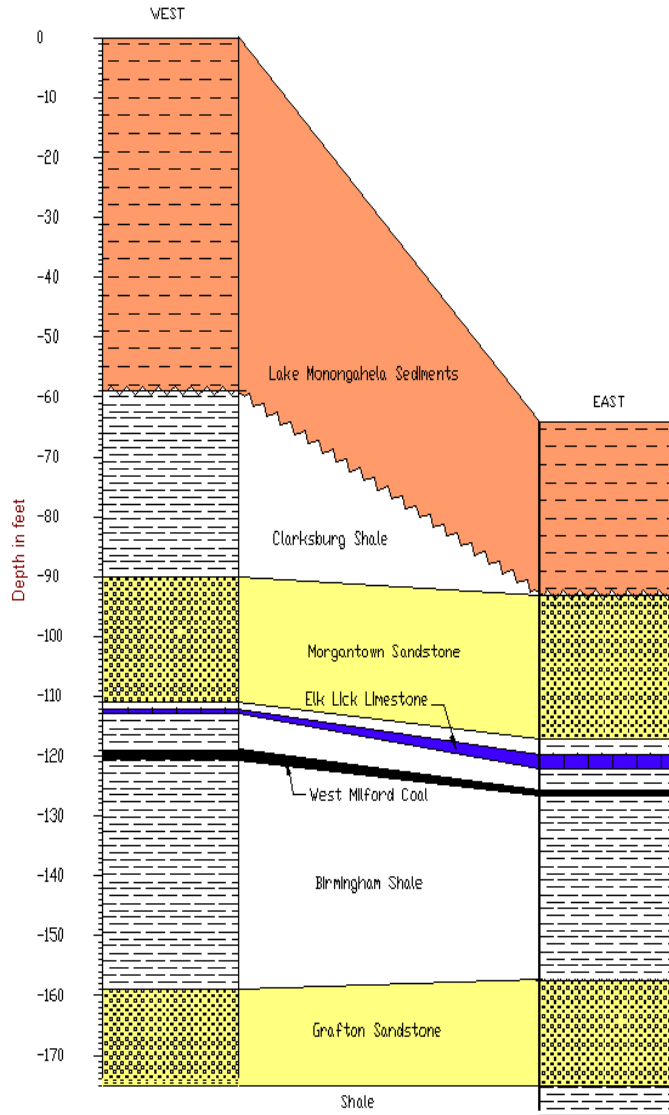 WEST
0
-10
-20
-30
-40
-50
Lake Monongahela Sediments
-60
EAST
-70
Depth in feet
-80
Clarksburg Shale
-90
-100
Morgantown Sandstone
Elk Lick Limestone
-110
-120
West Milford Coal
-130
-140
Birmingham Shale
-150
-160
Grafton Sandstone
-170
Shale